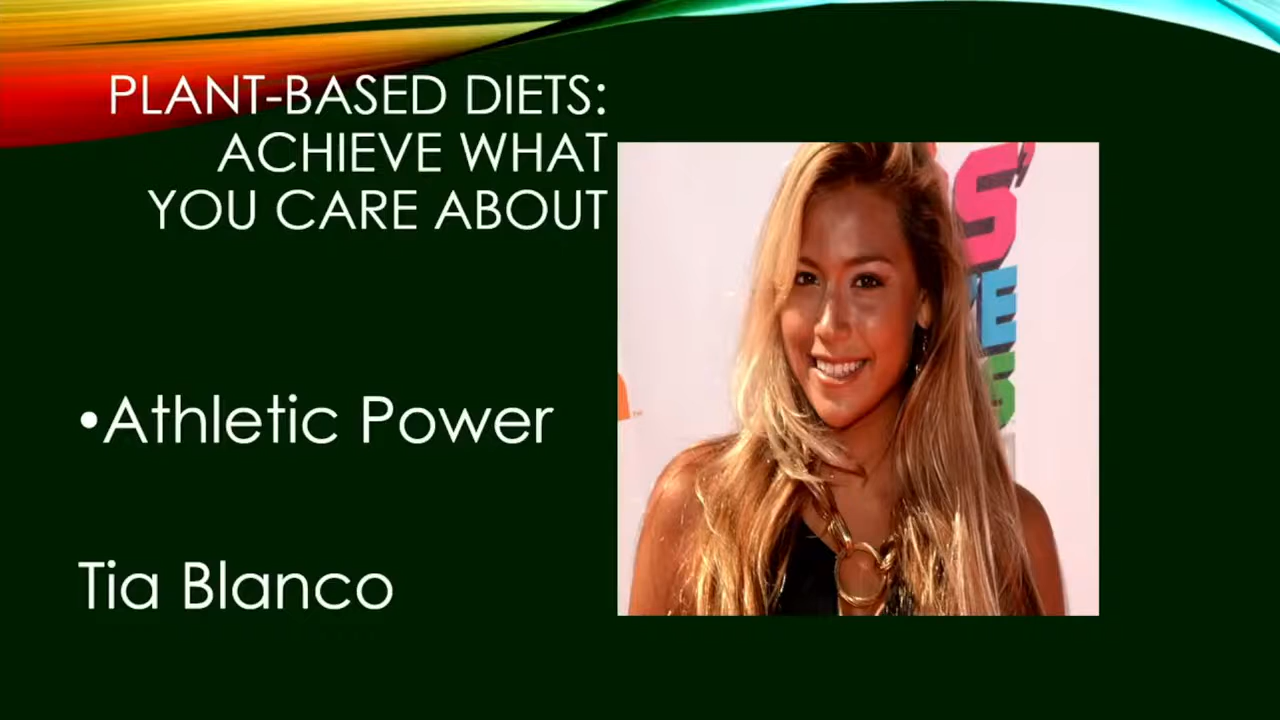 PLANT-BASED DIETS:
ACHIEVE WHAT
YOU CARE ABOUT
•Athletic Power
Tia Blanco
S'
E
S